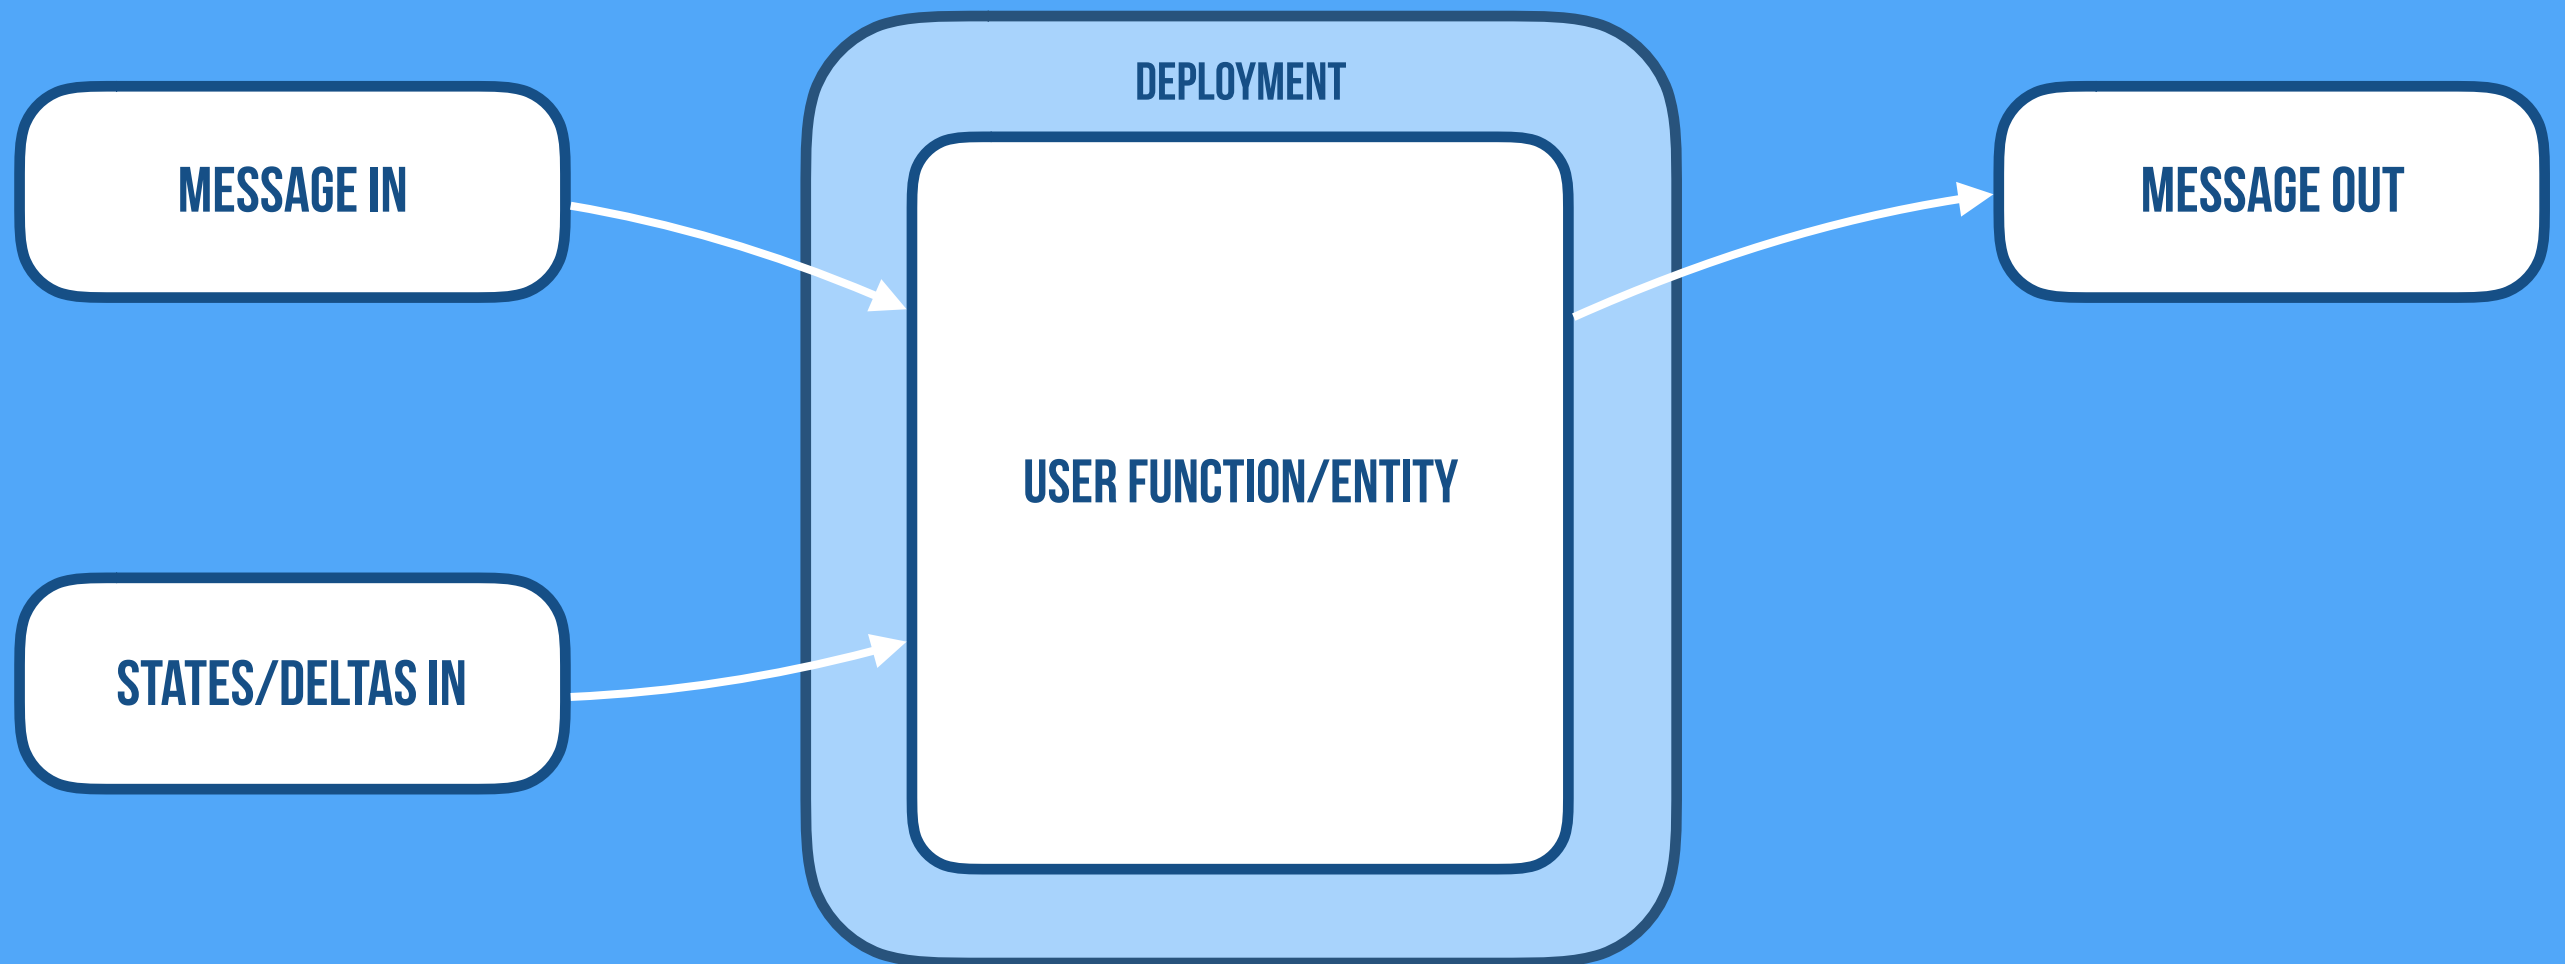 DEPLOYMENT
MESSAGE IN
MESSAGE OUT
USER FUNCTION/ENTITY
STATES/DELTAS IN